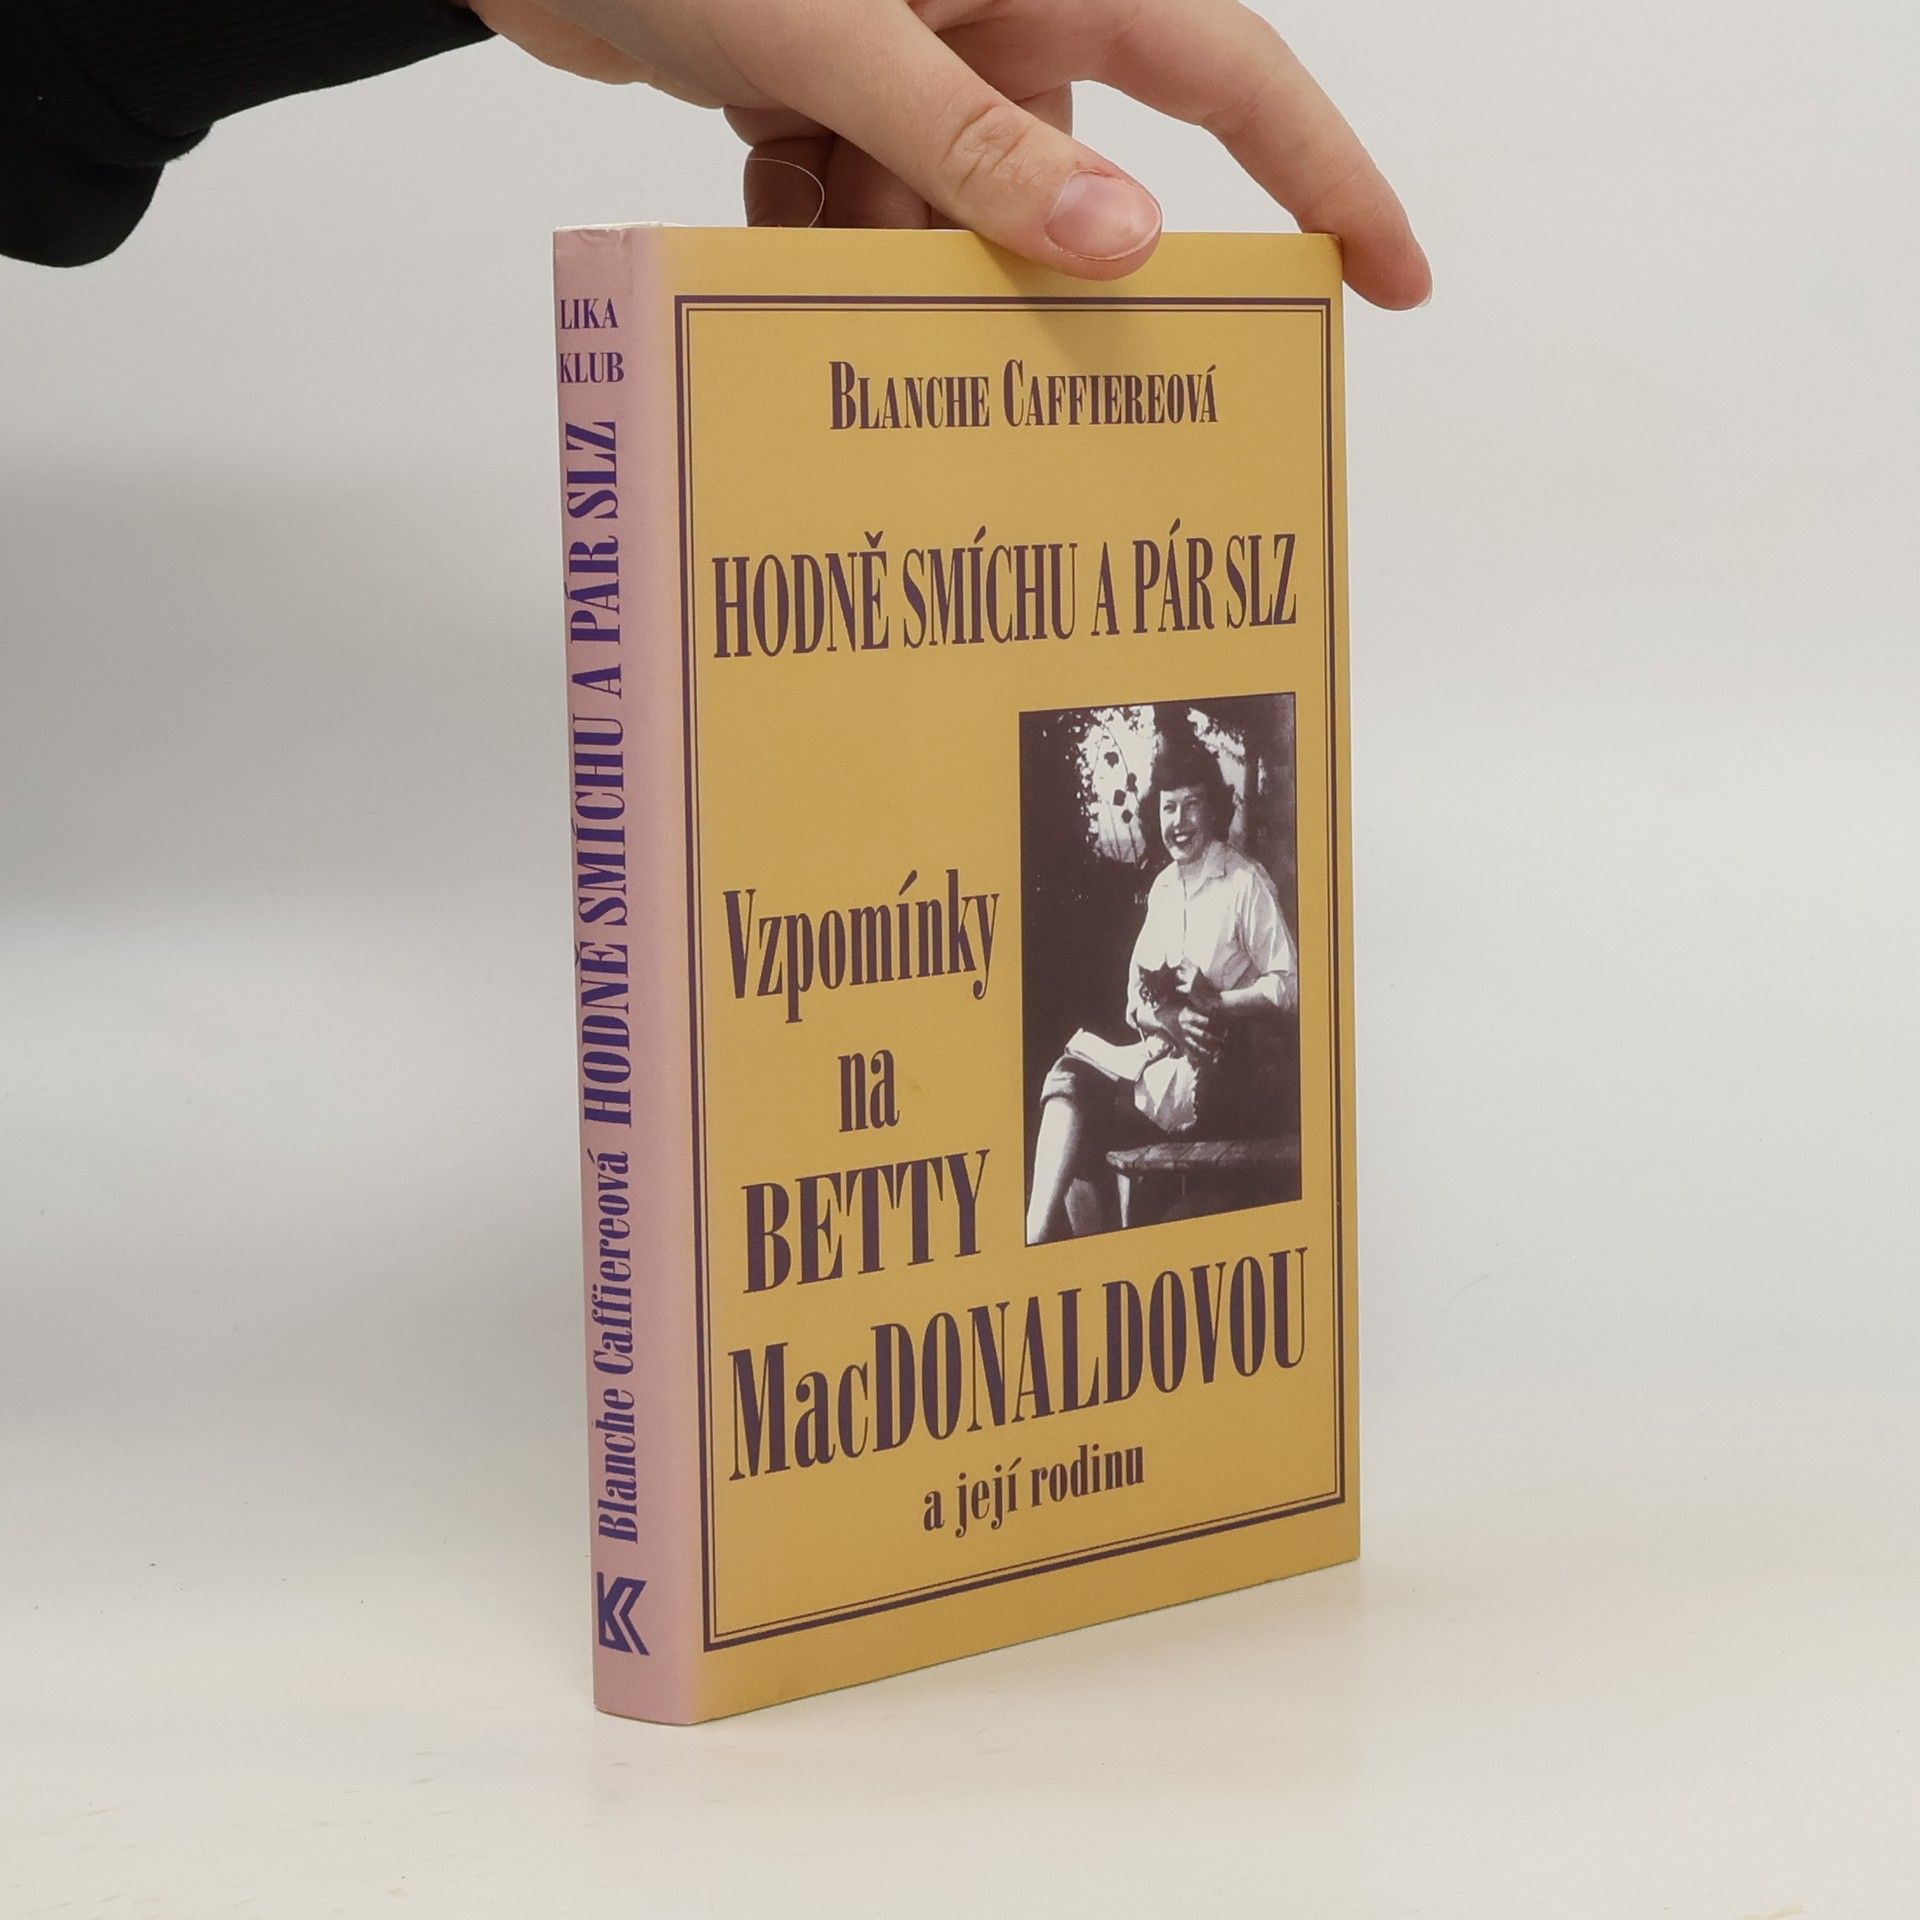 LIKA
KLUB
Blanche Caffiereová HODNĚ SMÍCHU A PÁR SLZ
BLANCHE CAFFIEREOVÁ
HODNĚ SMÍCHU A PÁR SLZ
Vzpomínky
na
BETTY
MacDONALDOVOU
a její rodinu